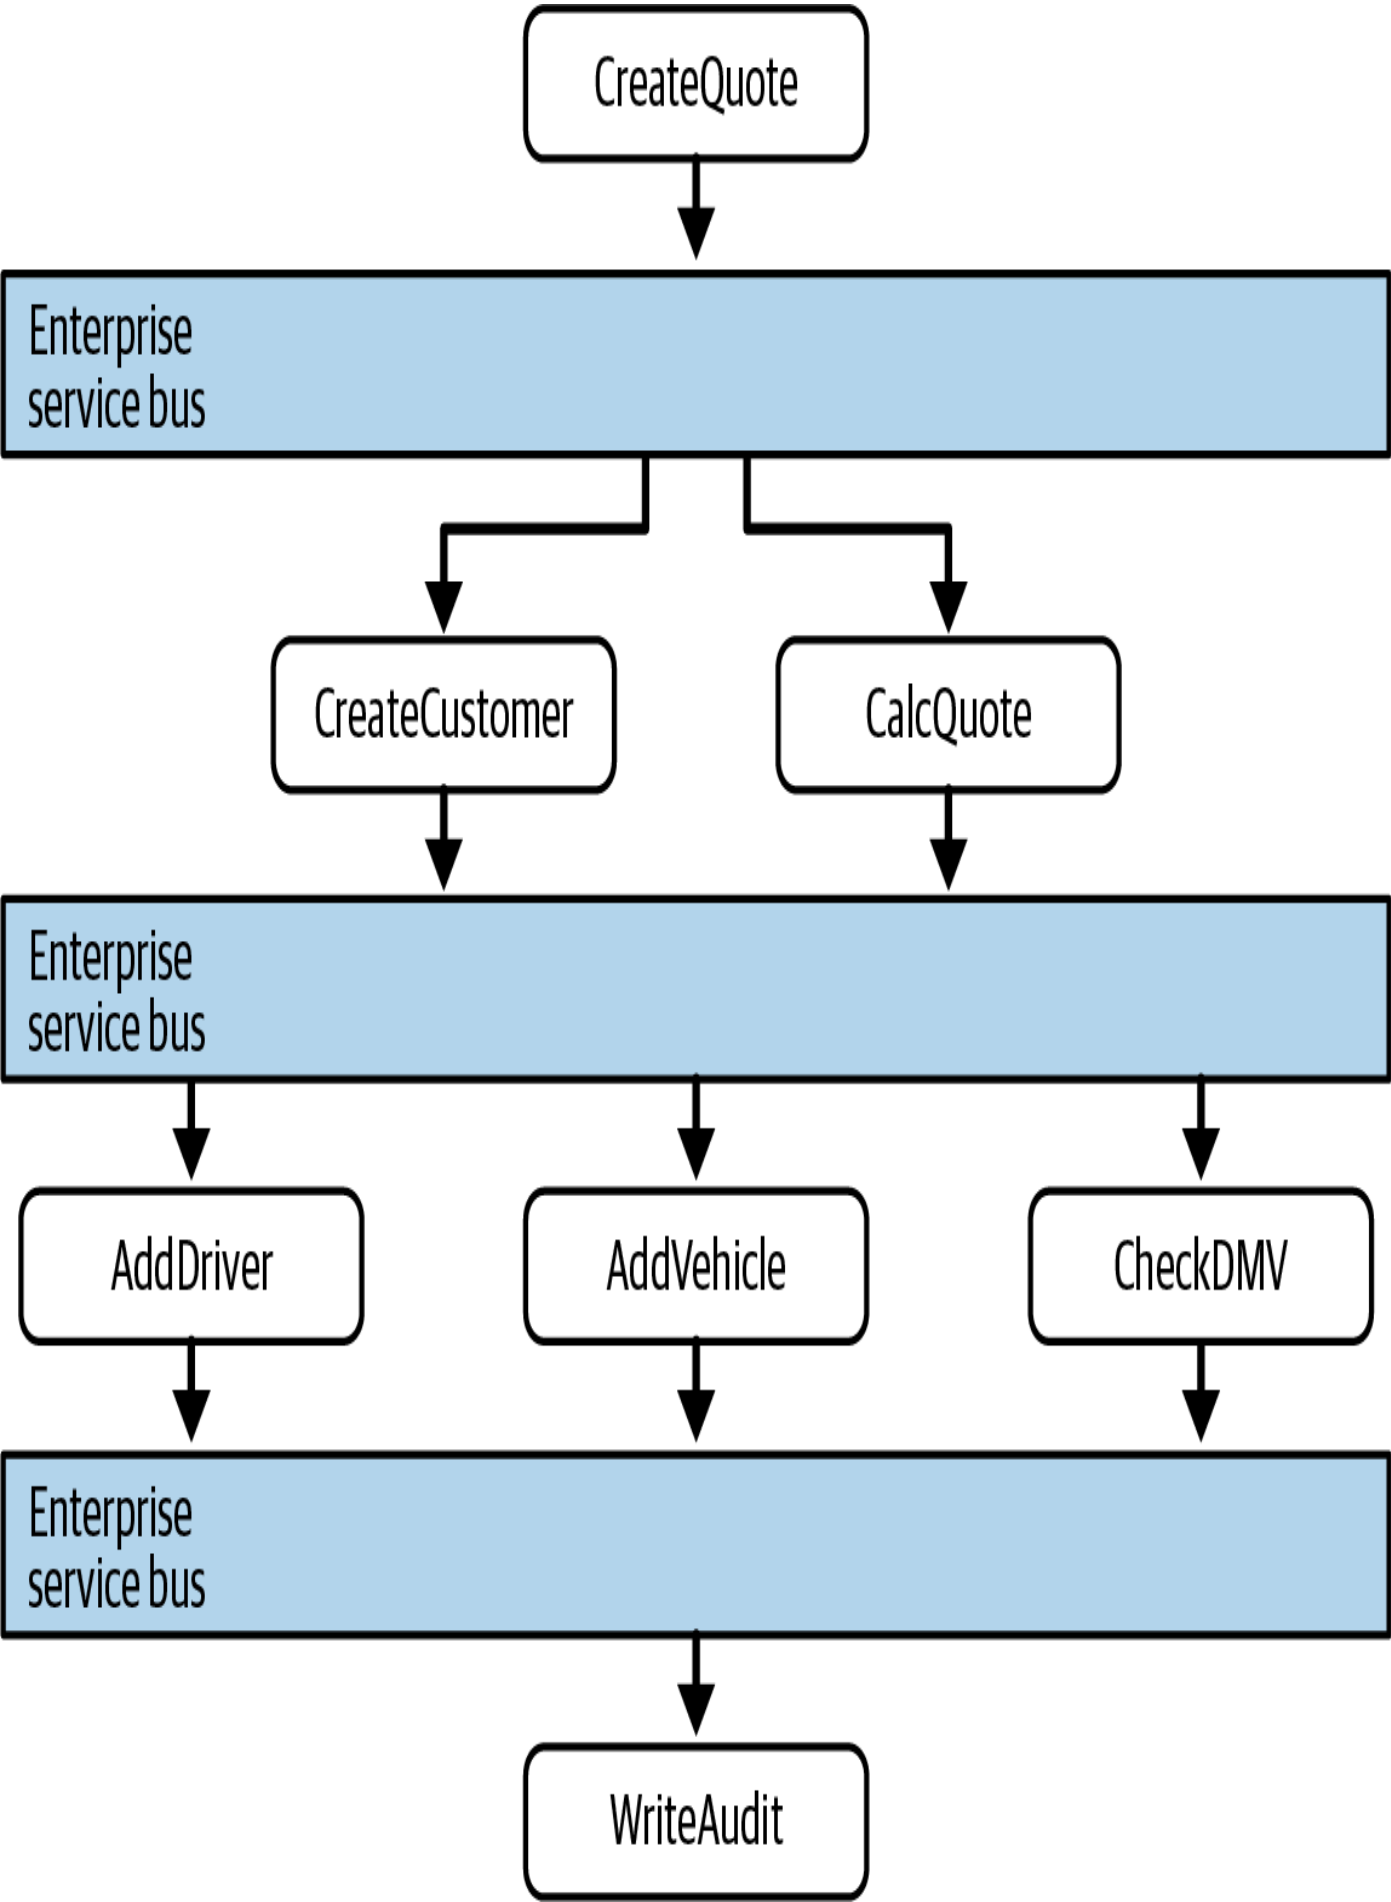 CreateQuote
Enterprise
service bus
CreateCustomer
CalcQuote
Enterprise
service bus
AddDriver
AddVehicle
CheckDMV
Enterprise
service bus
WriteAudit